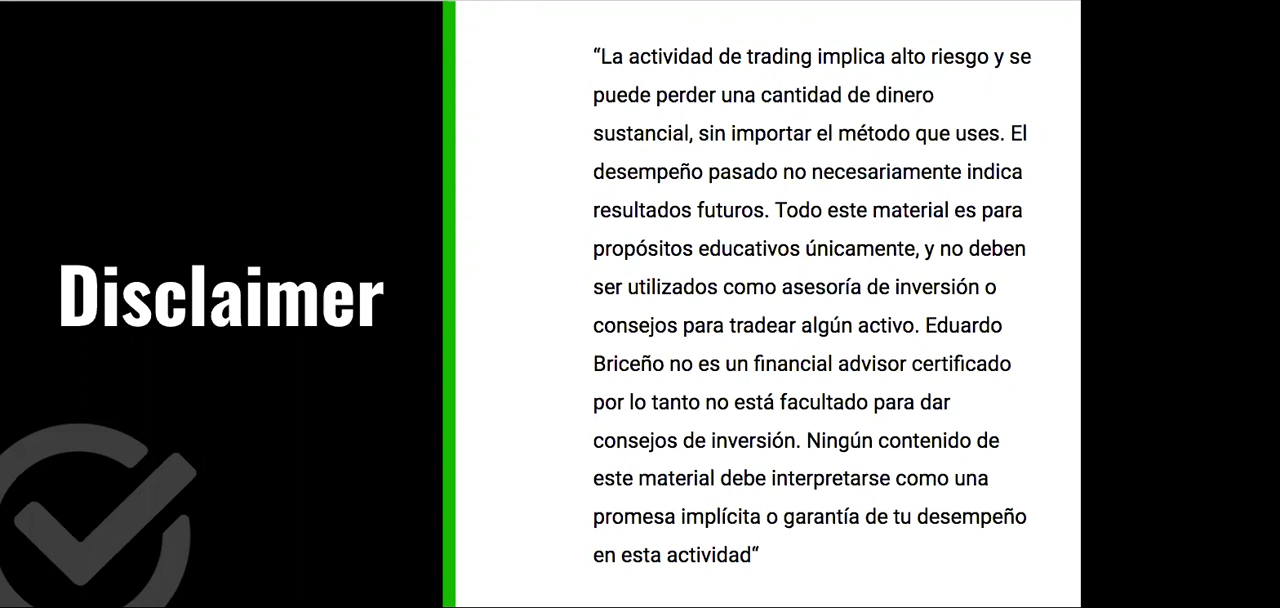 Disclaimer
“La actividad de trading implica alto riesgo y se
puede perder una cantidad de dinero
sustancial, sin importar el método que uses. El
desempeño pasado no necesariamente indica
resultados futuros. Todo este material es para
propósitos educativos únicamente, y no deben
ser utilizados como asesoría de inversión o
consejos para tradear algún activo. Eduardo
Briceño no es un financial advisor certificado
por lo tanto no está facultado para dar
consejos de inversión. Ningún contenido de
este material debe interpretarse como una
promesa implícita o garantía de tu desempeño
en esta actividad“